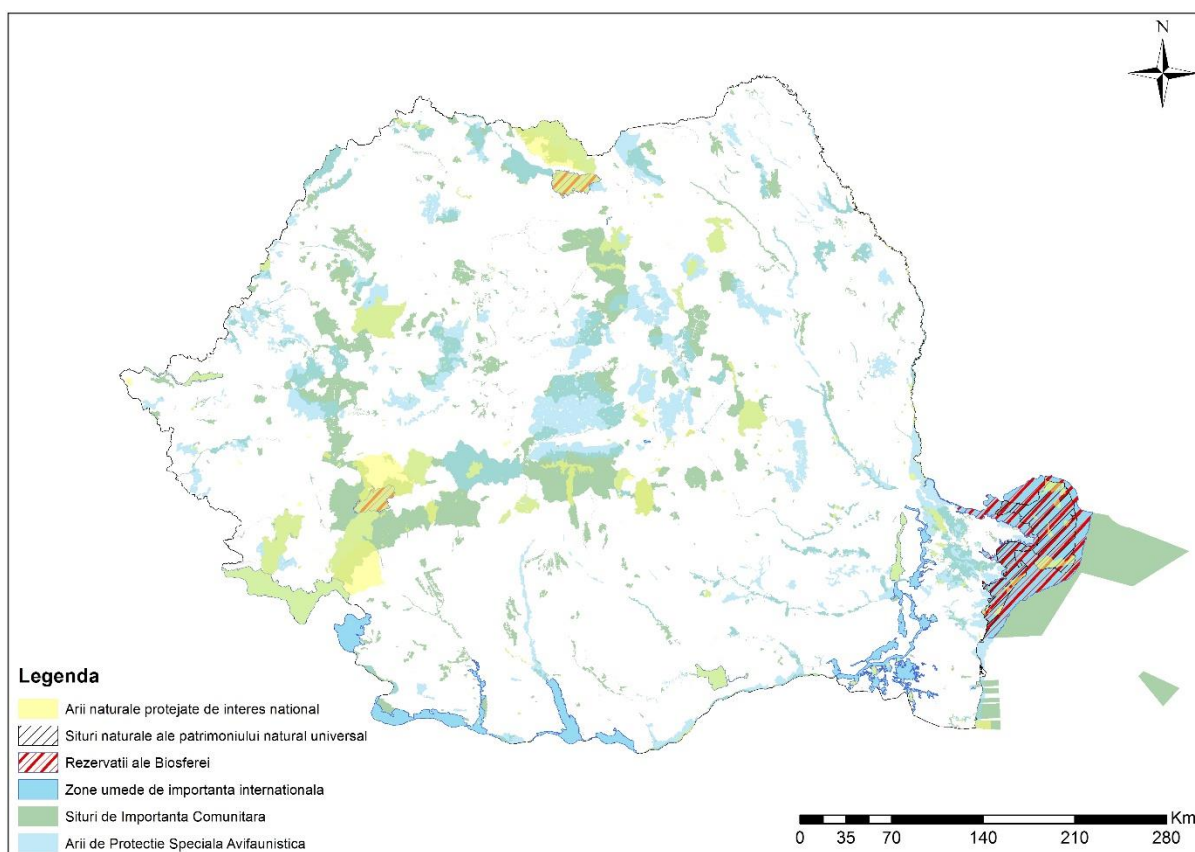 N
Legenda
Arii naturale protejate de interes national
Situri naturale ale patrimoniului natural universal
Rezervatii ale Biosferei
Zone umede de importanta internationala
Situri de Importanta Comunitara
Arii de Protectie Speciala Avifaunistica
Km
0 35 70 140 210 280